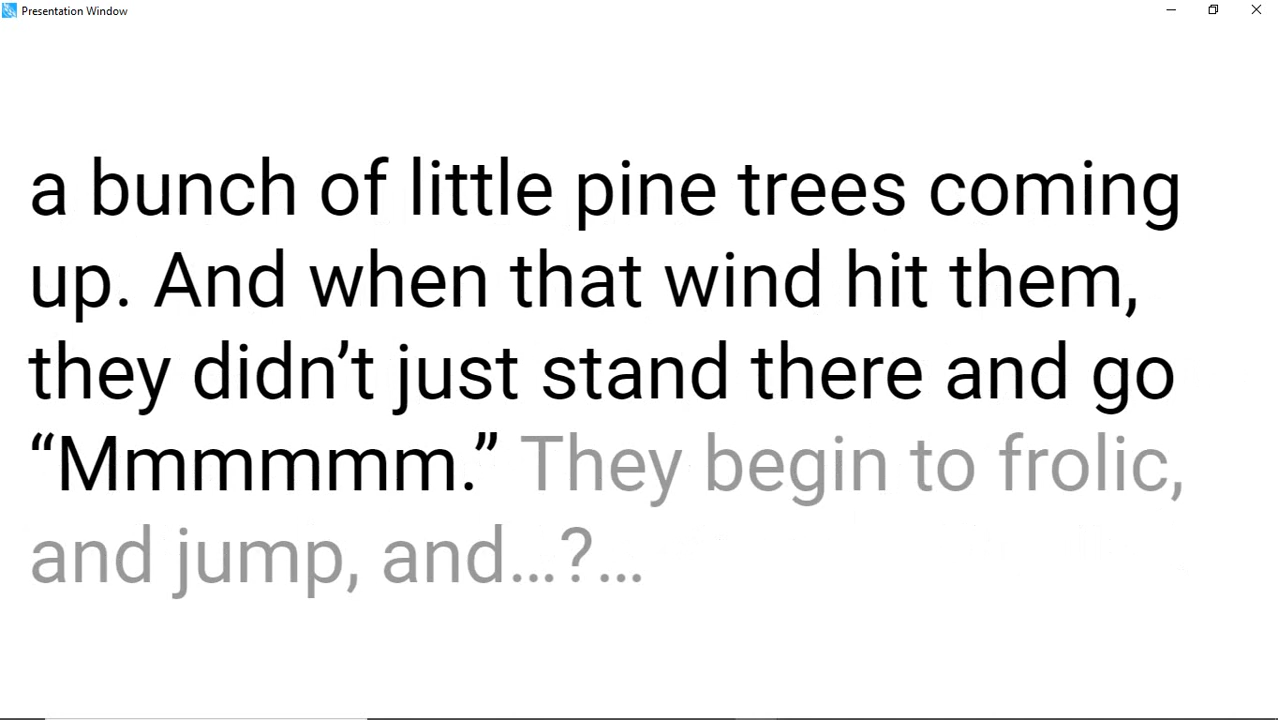 Presentation Window
a bunch of little pine trees coming
up. And when that wind hit them,
they didn’t just stand there and go
“Mmmmmm.” They begin to frolic,
and jump, and…?…